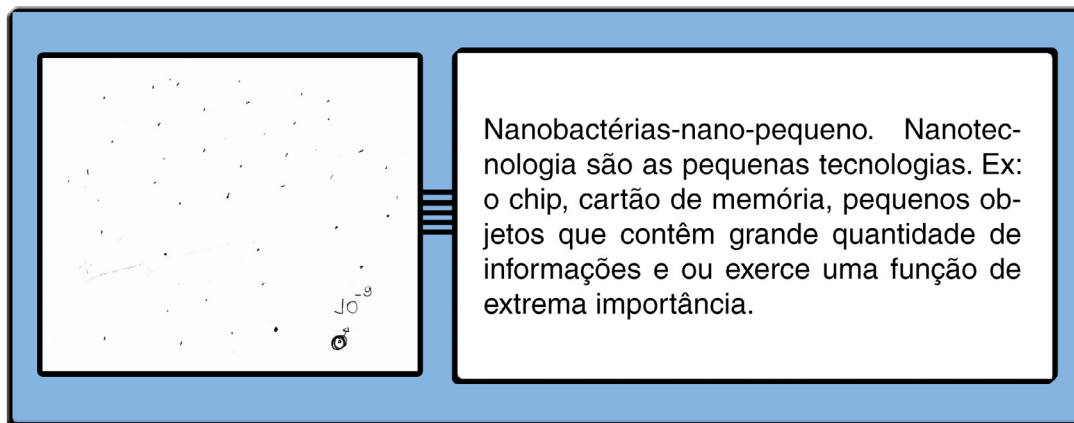 10⁻⁹
Nanobactérias-nano-pequeno. Nanotec-
nologia são as pequenas tecnologias. Ex:
o chip, cartão de memória, pequenos ob-
jetos que contêm grande quantidade de
informações e ou exerce uma função de
extrema importância.